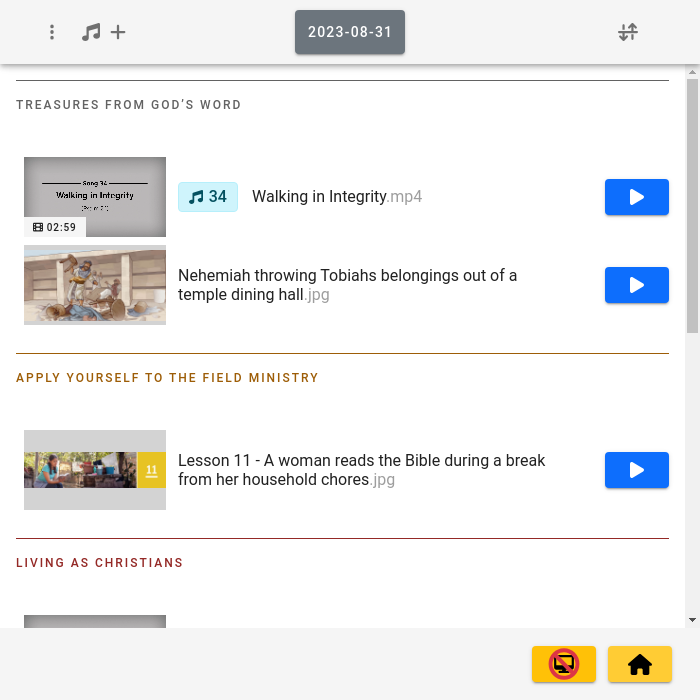 2023-08-31
TREASURES FROM GOD'S WORD
Song 34
Walking in Integrity
02:59
34
Walking in Integrity.mp4
Nehemiah throwing Tobiahs belongings out of a
temple dining hall.jpg
APPLY YOURSELF TO THE FIELD MINISTRY
11
Lesson 11 - A woman reads the Bible during a break
from her household chores.jpg
LIVING AS CHRISTIANS